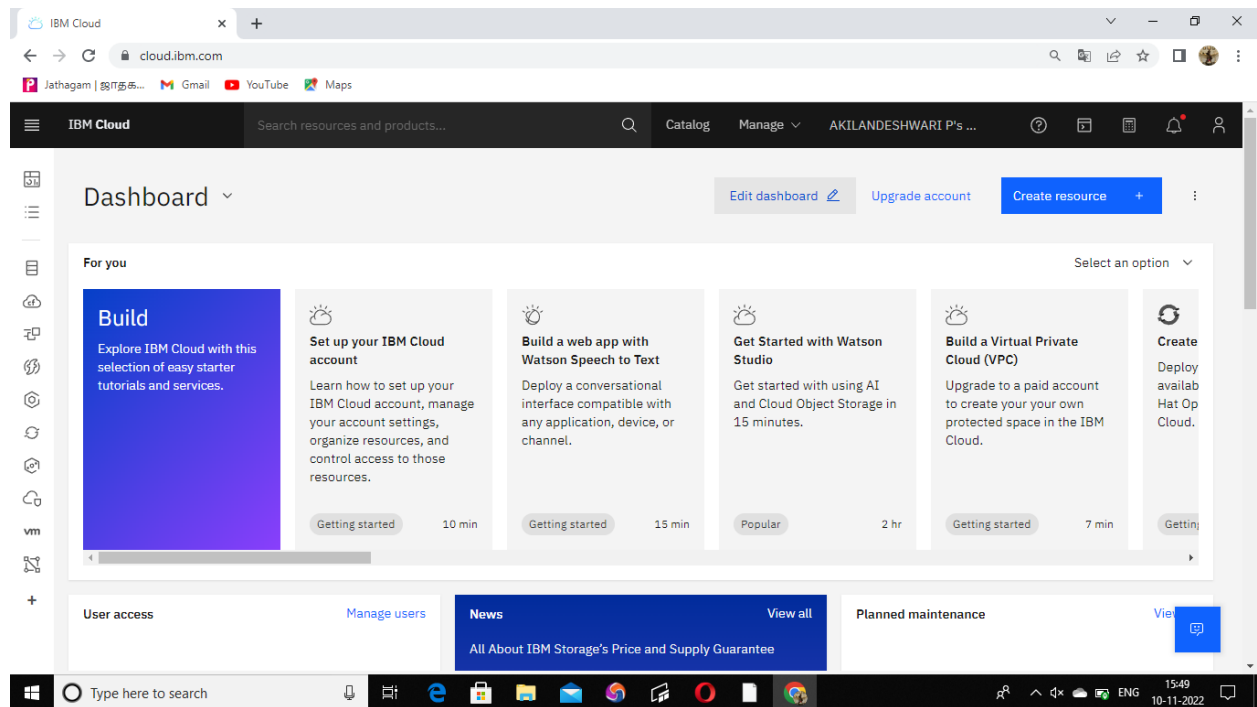 IBM Cloud
cloud.ibm.com
Jathagam | ஜாதக... Gmail YouTube Maps
IBM Cloud Search resources and products... Catalog Manage AKILANDESHWARI P's ...
Dashboard Edit dashboard Upgrade account Create resource +
For you Select an option
Build
Explore IBM Cloud with this
selection of easy starter
tutorials and services.
Set up your IBM Cloud
account
Learn how to set up your
IBM Cloud account, manage
your account settings,
organize resources, and
control access to those
resources.
Getting started 10 min
Build a web app with
Watson Speech to Text
Deploy a conversational
interface compatible with
any application, device, or
channel.
Getting started 15 min
Get Started with Watson
Studio
Get started with using AI
and Cloud Object Storage in
15 minutes.
Popular 2 hr
Build a Virtual Private
Cloud (VPC)
Upgrade to a paid account
to create your your own
protected space in the IBM
Cloud.
Getting started 7 min
Create
Deploy
availab
Hat Op
Cloud.
Getting
vm
User access Manage users
News View all
All About IBM Storage's Price and Supply Guarantee
Planned maintenance View
Type here to search
ENG
15:49
10-11-2022